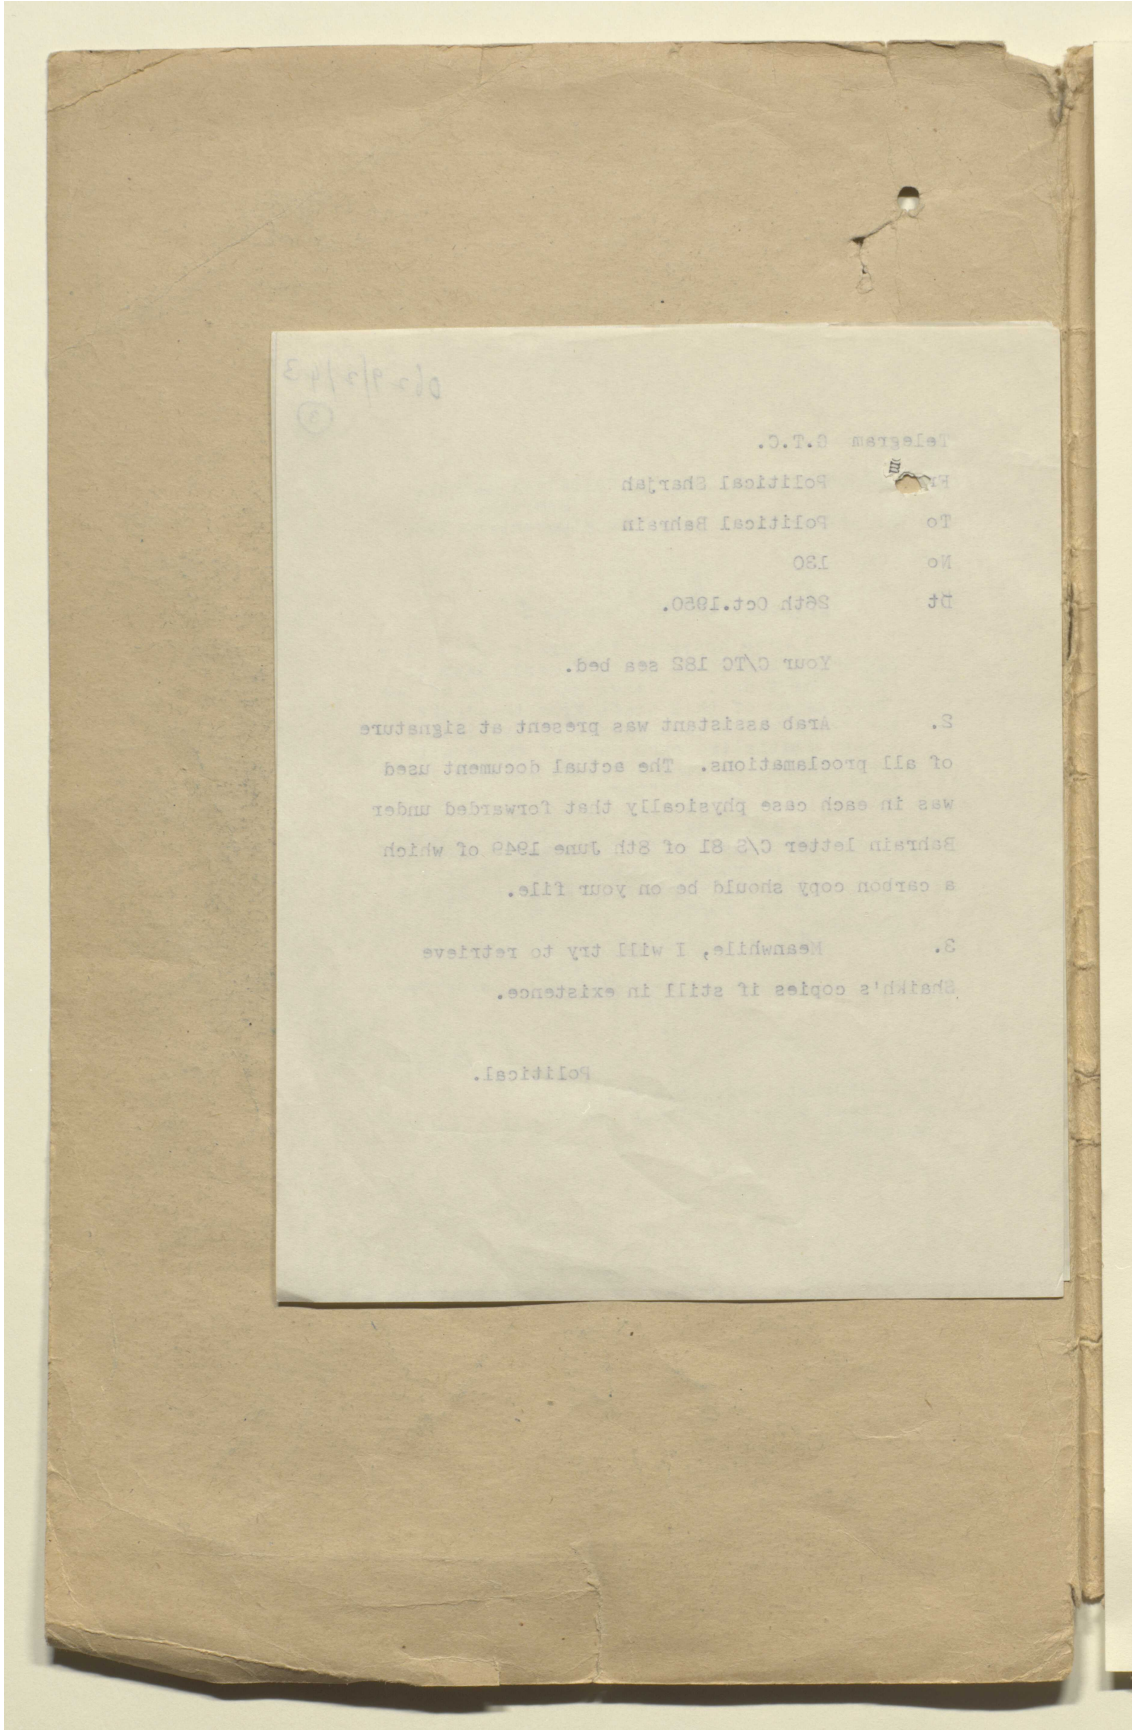 Telegram S.T.C.
From Political Sharjah
To Political Bahrain
No 130
Dt 26th Oct.1950.
Your C/TC 182 sea bed.
2. Arab assistant was present at signature
of all proclamations. The actual document used
was in each case physically that forwarded under
Bahrain letter C/S 81 of 8th June 1949 of which
a carbon copy should be on your file.
3. Meanwhile, I will try to retrieve
Shaikh's copies if still in existence.
Political.